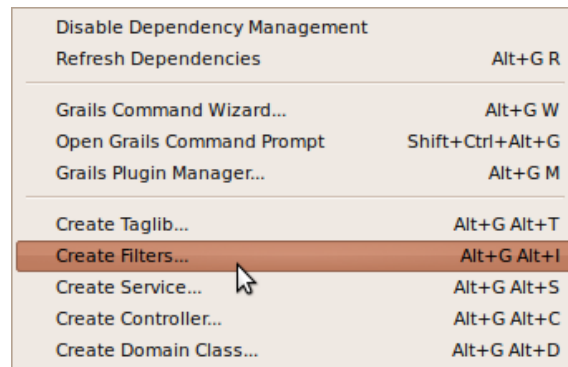 Disable Dependency Management
Refresh Dependencies Alt+G R
Grails Command Wizard... Alt+G W
Open Grails Command Prompt Shift+Ctrl+Alt+G
Grails Plugin Manager... Alt+G M
Create Taglib... Alt+G Alt+T
Create Filters... Alt+G Alt+I
Create Service... Alt+G Alt+S
Create Controller... Alt+G Alt+C
Create Domain Class... Alt+G Alt+D